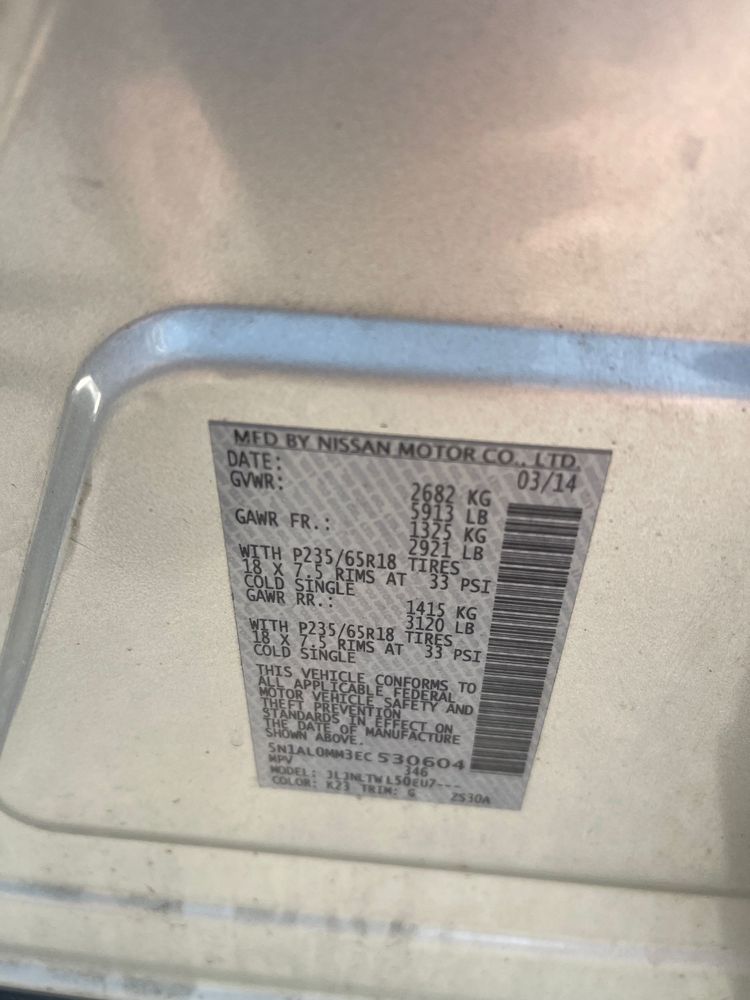 MFD BY NISSAN MOTOR CO., LTD.
DATE: 03/14
GVWR: 2682 KG
5913 LB
GAWR FR.: 1325 KG
2921 LB
WITH P235/65R18 TIRES
18 X 7.5 RIMS AT 33 PSI
COLD SINGLE
GAWR RR.: 1415 KG
3120 LB
WITH P235/65R18 TIRES
18 X 7.5 RIMS AT 33 PSI
COLD SINGLE
THIS VEHICLE CONFORMS TO
ALL APPLICABLE FEDERAL
MOTOR VEHICLE SAFETY AND
THEFT PREVENTION
STANDARDS IN EFFECT ON
THE DATE OF MANUFACTURE
SHOWN ABOVE.
5N1AL0MM3EC530604
MPV 346
MODEL: JLJNLTWL50EU7---
COLOR: K23 TRIM: G 2S30A